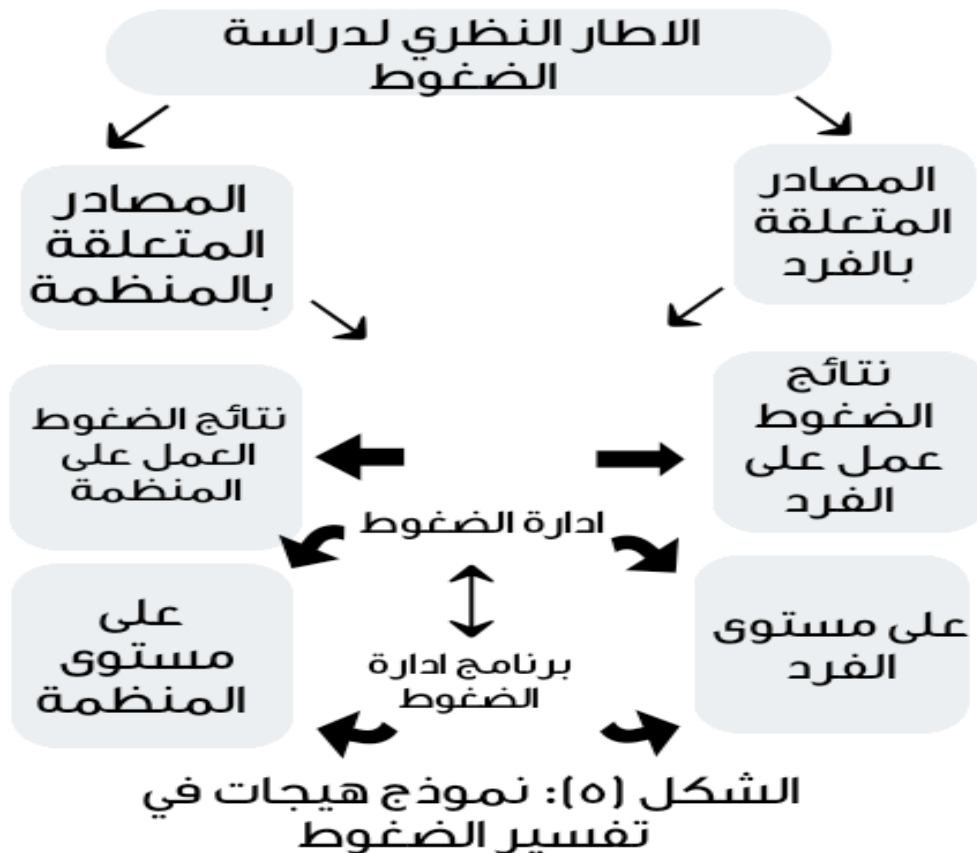 الاطار النظري لدراسة
الضغوط
المصادر
المتعلقة
بالفرد
المصادر
المتعلقة
بالمنظمة
نتائج
الضغوط
عمل على
الفرد
نتائج الضغوط
العمل على
المنظمة
ادارة الضغوط
على مستوى
الفرد
على
مستوى
المنظمة
برنامج ادارة
الضغوط
الشكل (٥): نموذج هيجات في
تفسير الضغوط